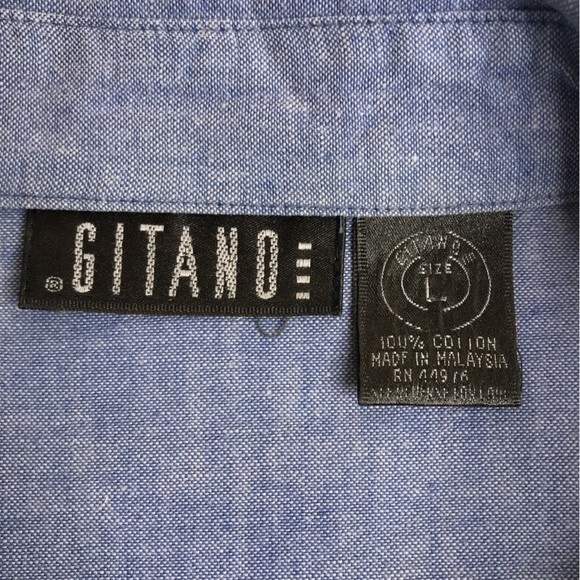 GITANO
®
GITANO
SIZE
L
100% COTTON
MADE IN MALAYSIA
RN 44976